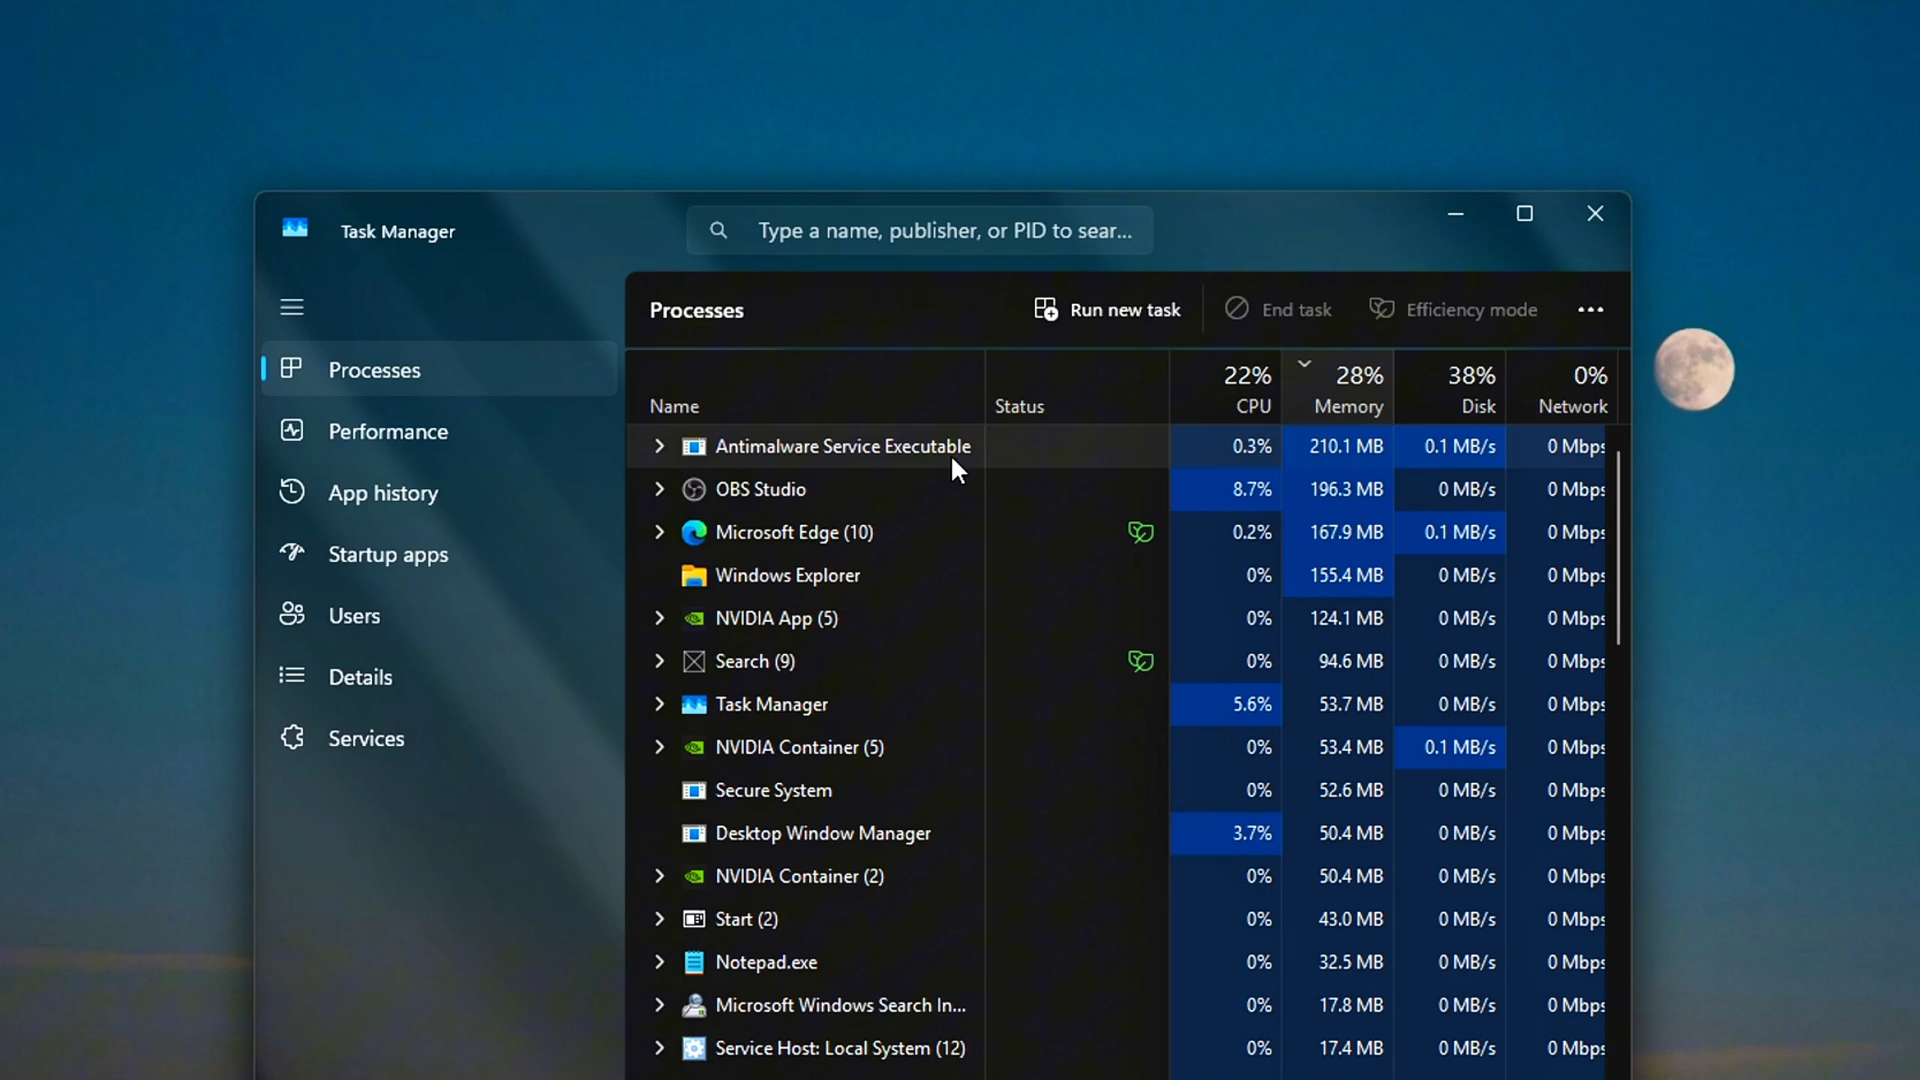 Task Manager
Type a name, publisher, or PID to sear...
Processes
Run new task
End task
Efficiency mode
Processes
Performance
App history
Startup apps
Users
Details
Services
22% 28% 38% 0%
Name Status CPU Memory Disk Network
Antimalware Service Executable 0.3% 210.1 MB 0.1 MB/s 0 Mbps
OBS Studio 8.7% 196.3 MB 0 MB/s 0 Mbps
Microsoft Edge (10) 0.2% 167.9 MB 0.1 MB/s 0 Mbps
Windows Explorer 0% 155.4 MB 0 MB/s 0 Mbps
NVIDIA App (5) 0% 124.1 MB 0 MB/s 0 Mbps
Search (9) 0% 94.6 MB 0 MB/s 0 Mbps
Task Manager 5.6% 53.7 MB 0 MB/s 0 Mbps
NVIDIA Container (5) 0% 53.4 MB 0.1 MB/s 0 Mbps
Secure System 0% 52.6 MB 0 MB/s 0 Mbps
Desktop Window Manager 3.7% 50.4 MB 0 MB/s 0 Mbps
NVIDIA Container (2) 0% 50.4 MB 0 MB/s 0 Mbps
Start (2) 0% 43.0 MB 0 MB/s 0 Mbps
Notepad.exe 0% 32.5 MB 0 MB/s 0 Mbps
Microsoft Windows Search In... 0% 17.8 MB 0 MB/s 0 Mbps
Service Host: Local System (12) 0% 17.4 MB 0 MB/s 0 Mbps